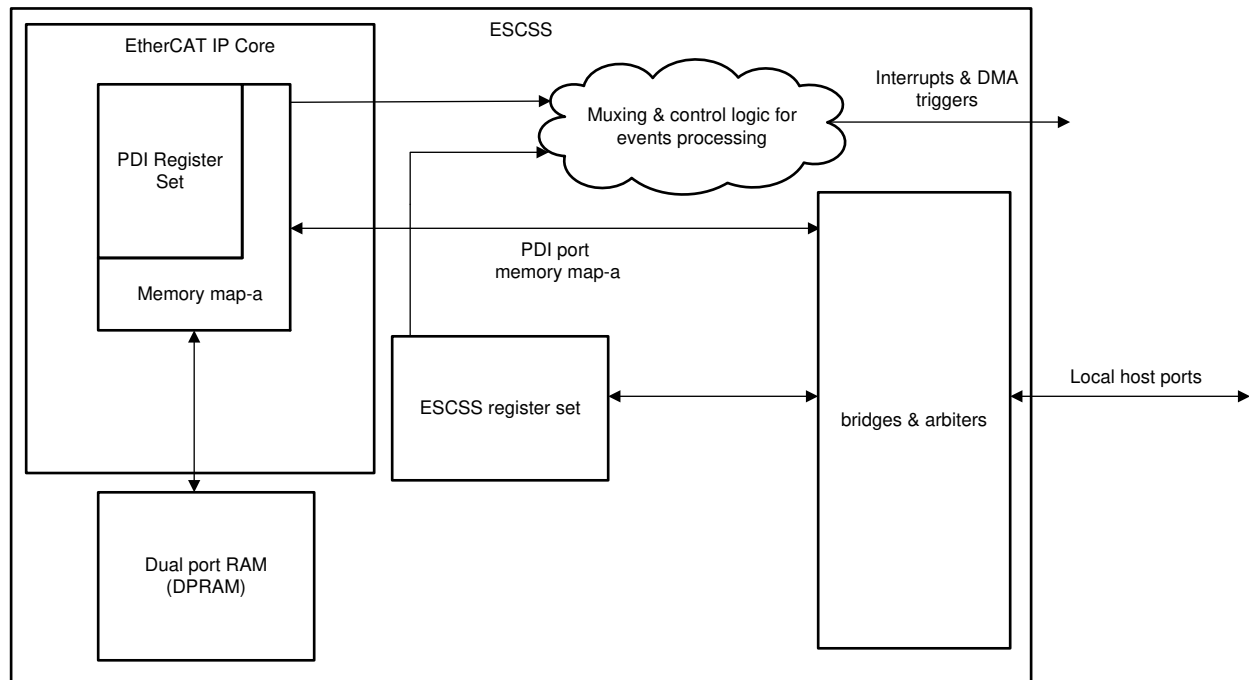 ESCSS
EtherCAT IP Core
Interrupts & DMA
triggers
Muxing & control logic for
events processing
PDI Register
Set
PDI port
memory map-a
Memory map-a
Local host ports
ESCSS register set
bridges & arbiters
Dual port RAM
(DPRAM)